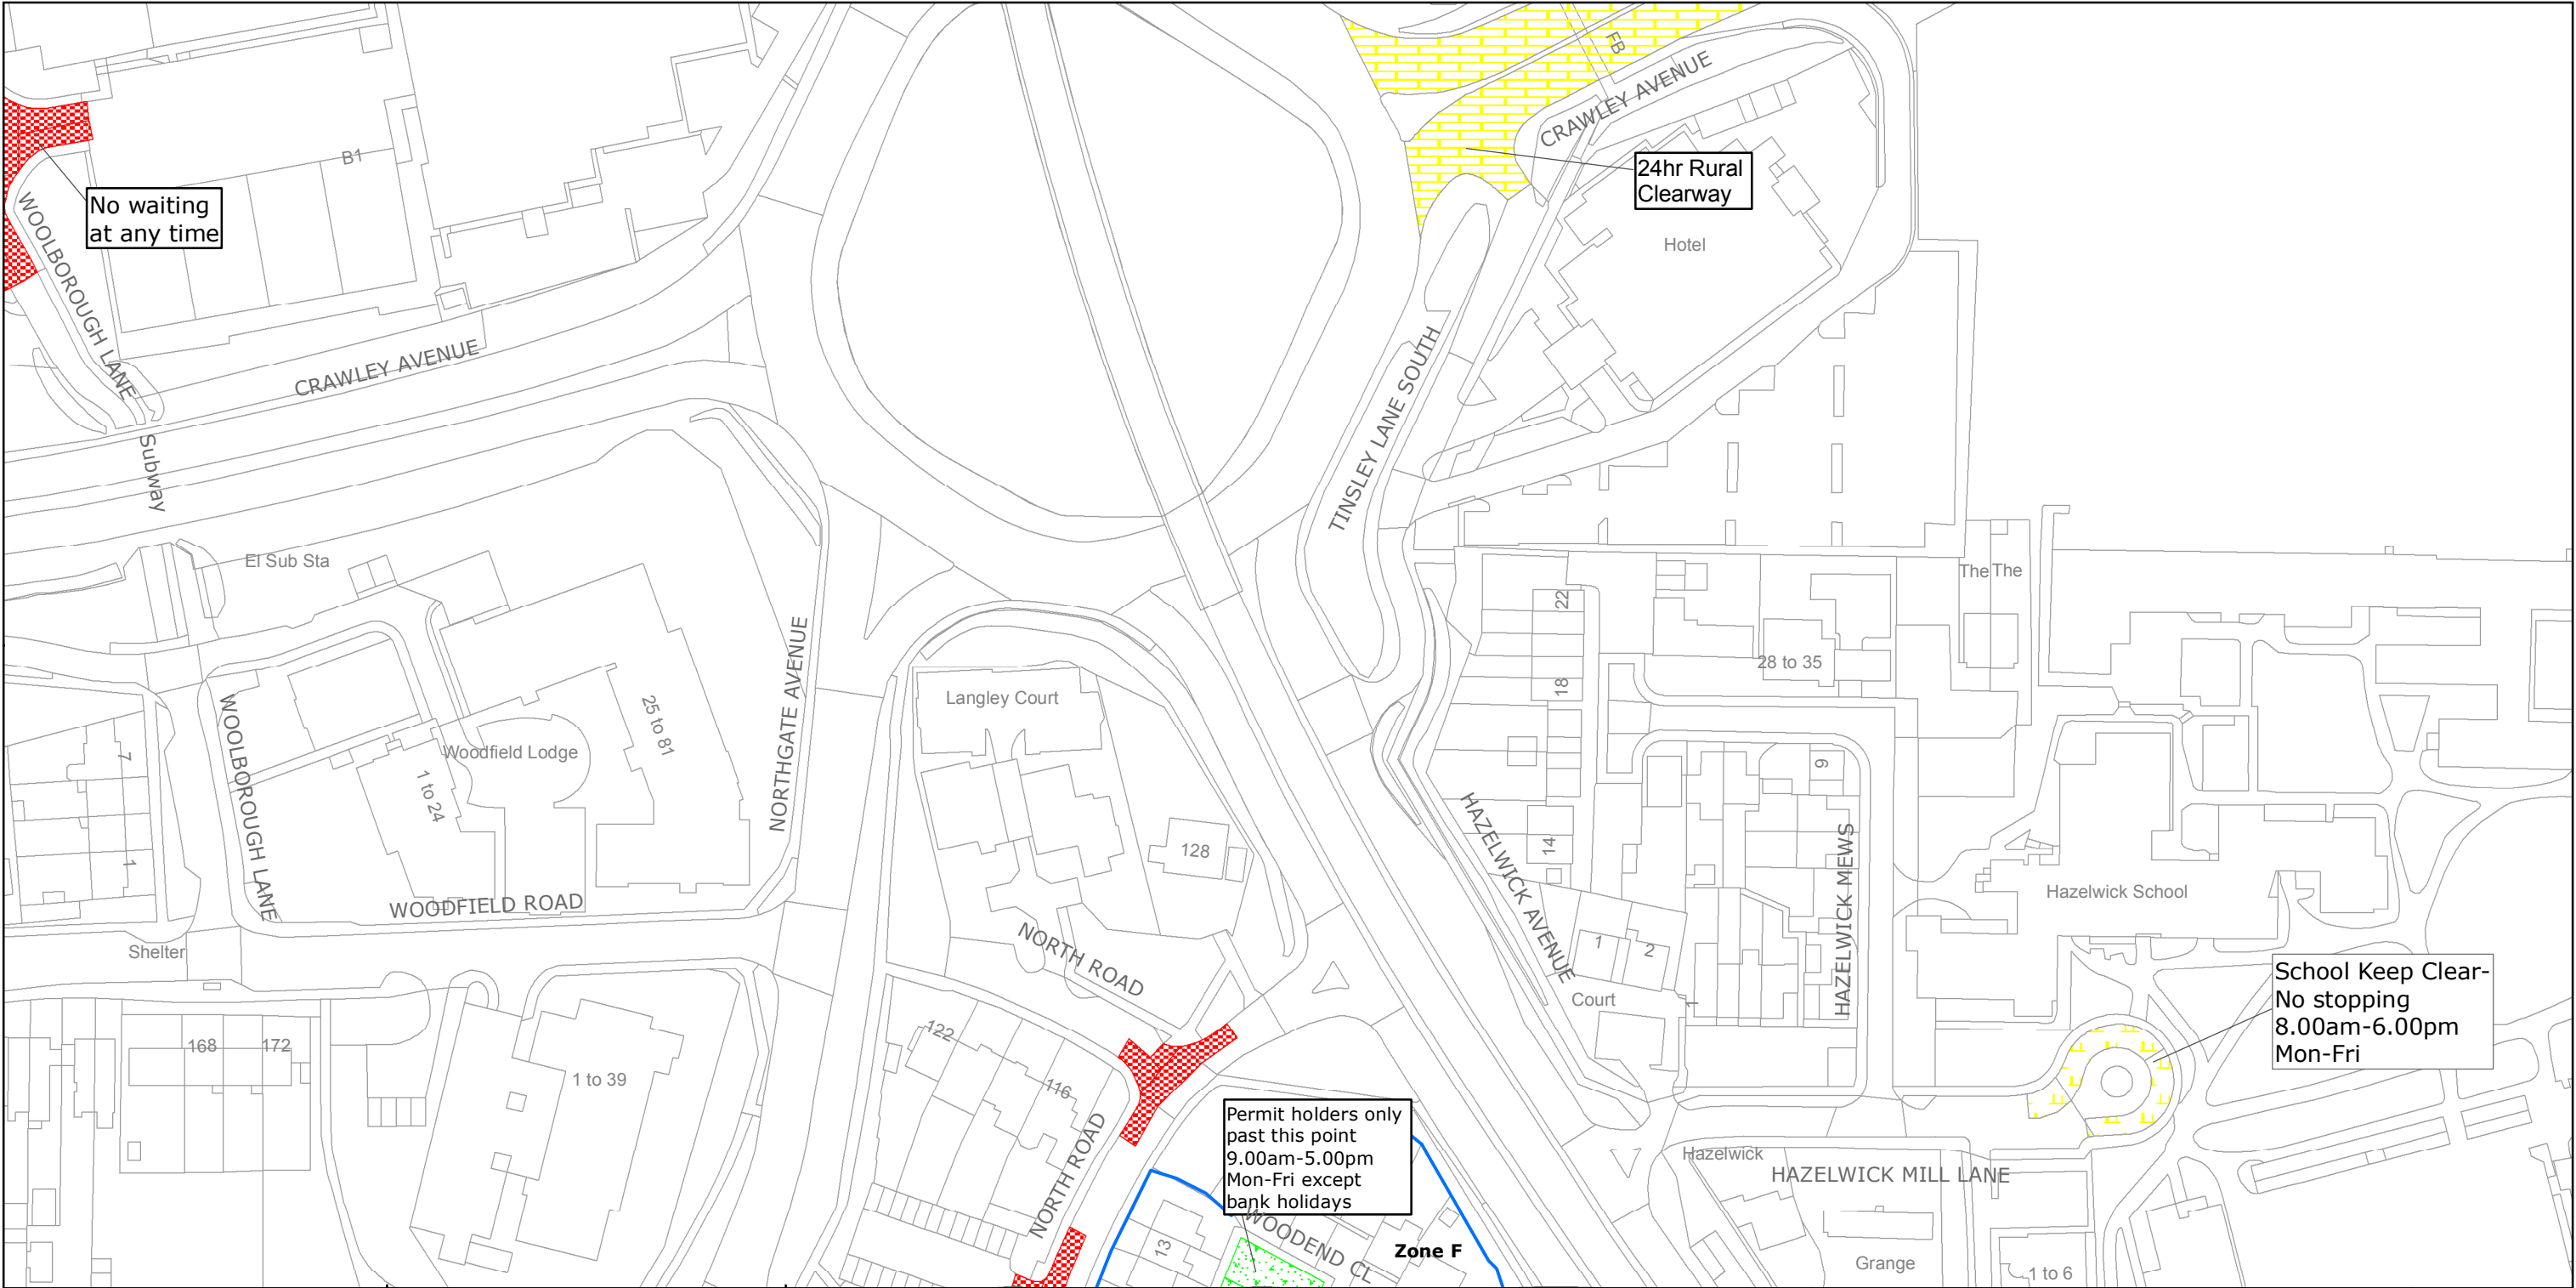 FB
CRAWLEY AVENUE
B1
No waiting
at any time
24hr Rural
Clearway
WOOLBOROUGH LANE
Hotel
CRAWLEY AVENUE
TINSLEY LANE SOUTH
Subway
El Sub Sta
The The
22
28 to 35
18
NORTHGATE AVENUE
Langley Court
25 to 81
WOOLBOROUGH LANE
Woodfield Lodge
7
1 to 24
9
HAZELWICK AVENUE
14
128
1
HAZELWICK MEWS
Hazelwick School
WOODFIELD ROAD
Shelter
NORTH ROAD
1
2
Court
1
School Keep Clear-
No stopping
8.00am-6.00pm
Mon-Fri
122
168
172
1 to 39
116
Permit holders only
past this point
9.00am-5.00pm
Mon-Fri except
bank holidays
NORTH ROAD
Hazelwick
HAZELWICK MILL LANE
WOODEND CL
13
Zone F
Grange
1 to 6